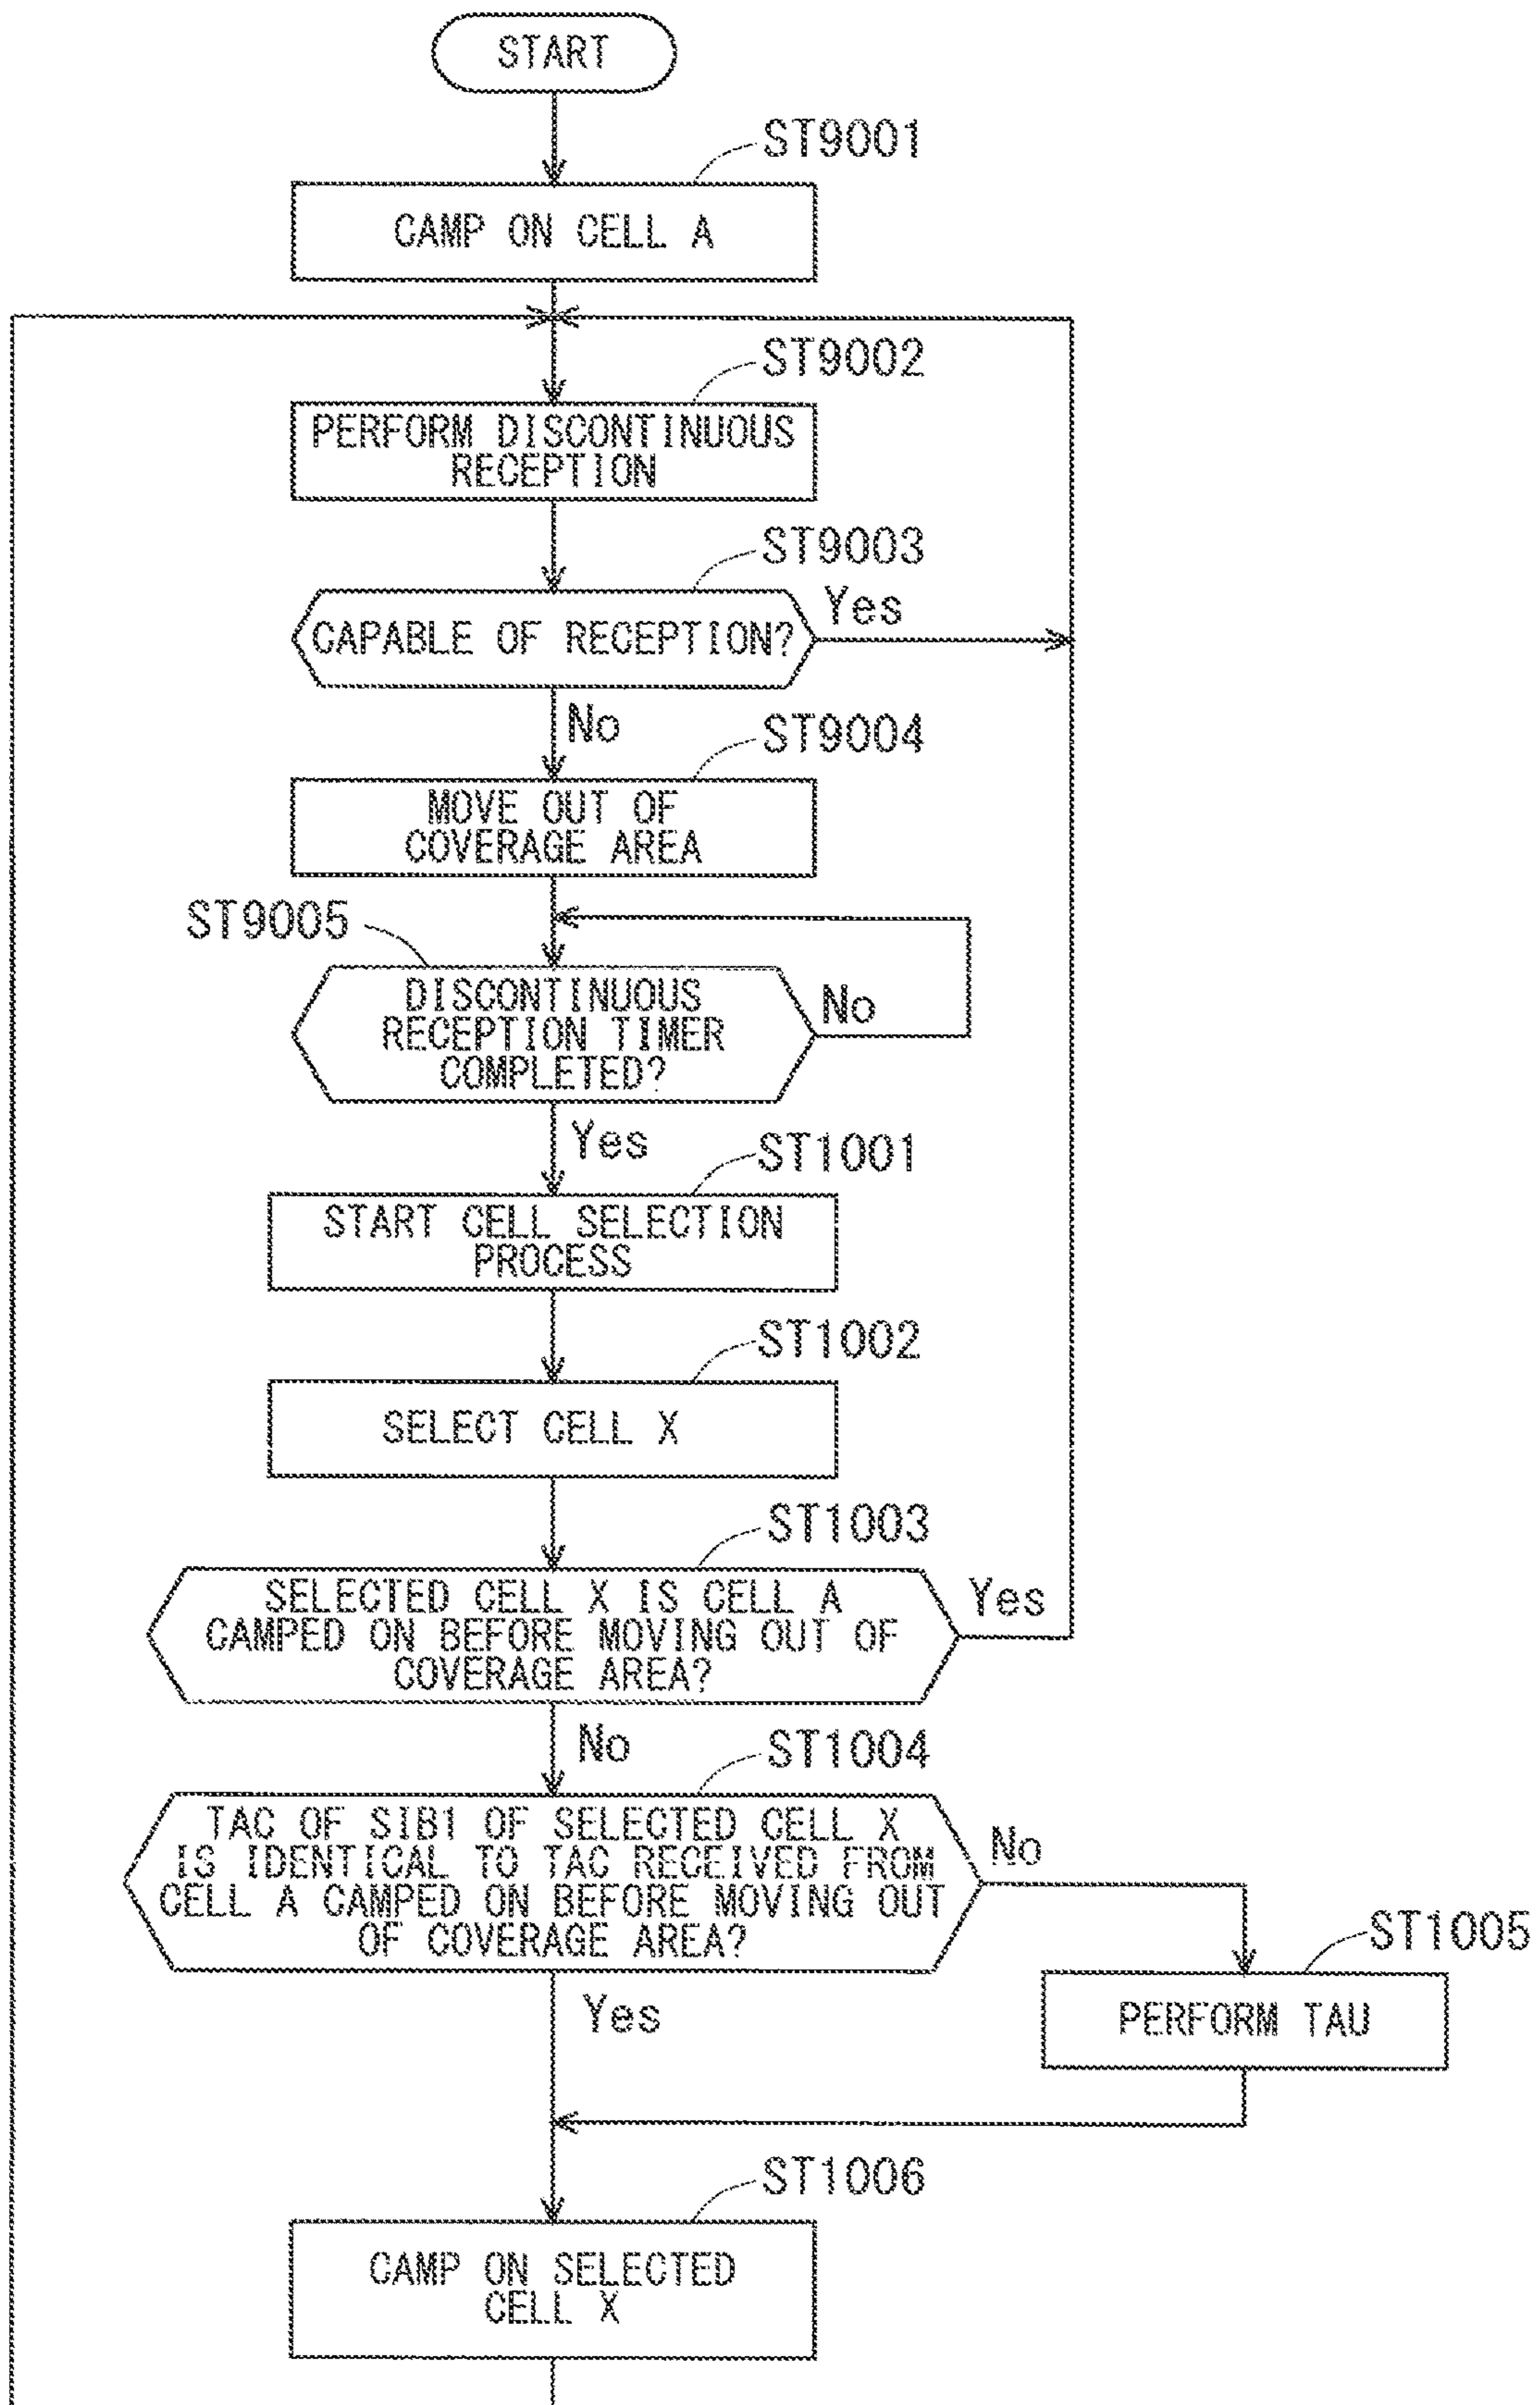 START
ST9001
CAMP ON CELL A
ST9002
PERFORM DISCONTINUOUS
RECEPTION
ST9003
CAPABLE OF RECEPTION?
Yes
No
ST9004
MOVE OUT OF
COVERAGE AREA
ST9005
DISCONTINUOUS
RECEPTION TIMER
COMPLETED?
No
Yes
ST1001
START CELL SELECTION
PROCESS
ST1002
SELECT CELL X
ST1003
SELECTED CELL X IS CELL A
CAMPED ON BEFORE MOVING OUT OF
COVERAGE AREA?
Yes
No
ST1004
TAC OF SIB1 OF SELECTED CELL X
IS IDENTICAL TO TAC RECEIVED FROM
CELL A CAMPED ON BEFORE MOVING OUT
OF COVERAGE AREA?
No
ST1005
PERFORM TAU
Yes
ST1006
CAMP ON SELECTED
CELL X